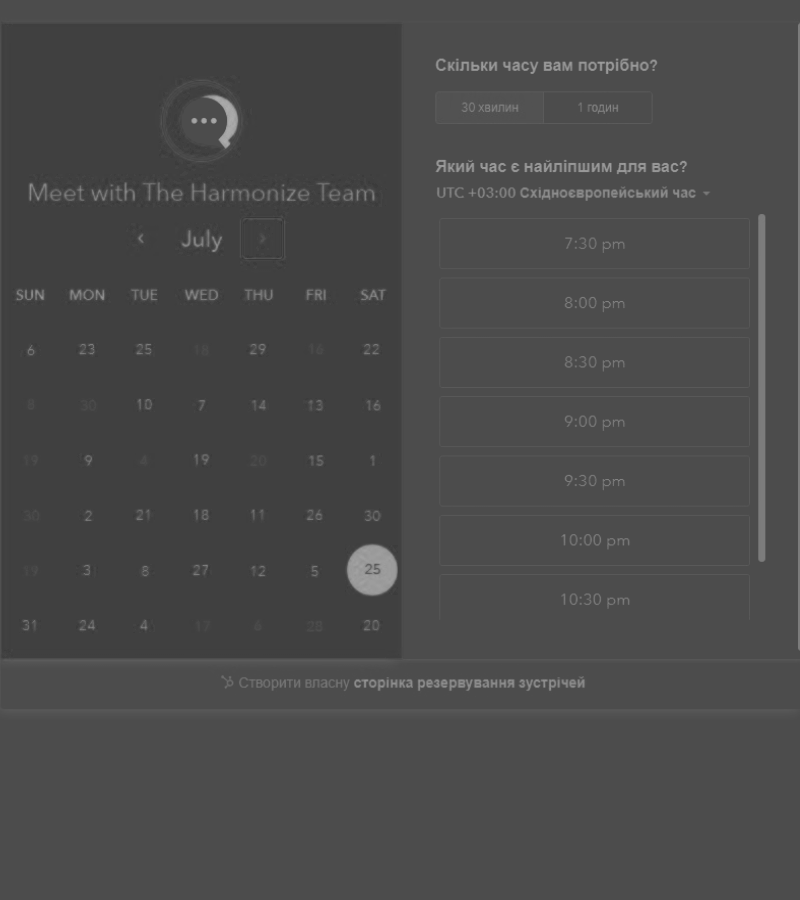 Meet with The Harmonize Team
July
SUN MON TUE WED THU FRI SAT
6 23 25 18 29 16 22
8 30 10 7 14 13 16
19 9 4 19 20 15 1
30 2 21 18 11 26 30
19 3 8 27 12 5 25
31 24 4 17 6 28 20
Скільки часу вам потрібно?
30 хвилин 1 годин
Який час є найліпшим для вас?
UTC +03:00 Східноєвропейський час
7:30 pm
8:00 pm
8:30 pm
9:00 pm
9:30 pm
10:00 pm
10:30 pm
Створити власну сторінка резервування зустрічей